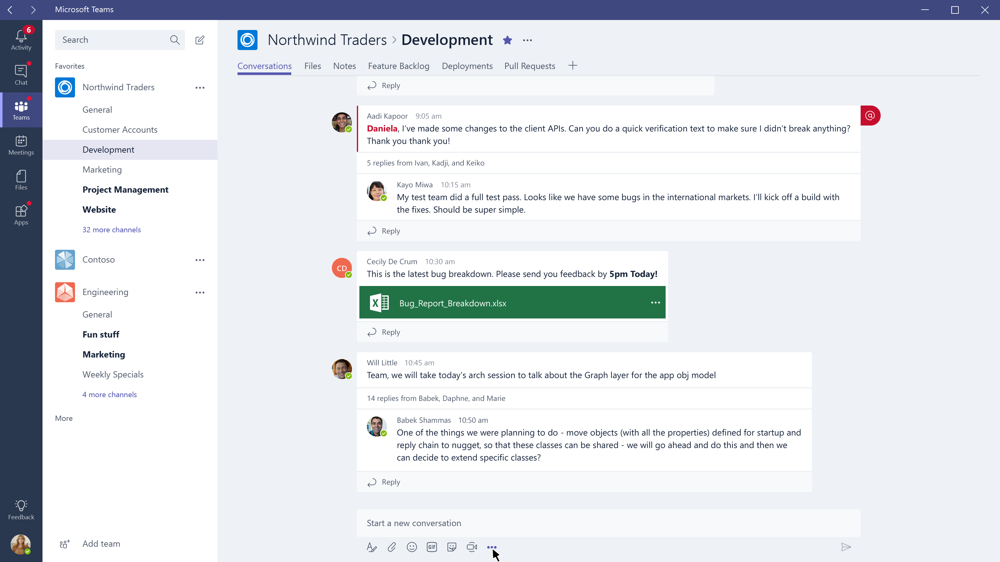 Microsoft Teams
6
Activity
Chat
Teams
Meetings
Files
Apps
Feedback
Search
Favorites
Northwind Traders
General
Customer Accounts
Development
Marketing
Project Management
Website
32 more channels
Contoso
Engineering
General
Fun stuff
Marketing
Weekly Specials
4 more channels
More
Add team
Northwind Traders > Development
Conversations Files Notes Feature Backlog Deployments Pull Requests
Reply
Aadi Kapoor 9:05 am
@
Daniela, I’ve made some changes to the client APIs. Can you do a quick verification text to make sure I didn’t break anything?
Thank you thank you!
5 replies from Ivan, Kadji, and Keiko
Kayo Miwa 10:15 am
My test team did a full test pass. Looks like we have some bugs in the international markets. I’ll kick off a build with
the fixes. Should be super simple.
Reply
CD
Cecily De Crum 10:30 am
This is the latest bug breakdown. Please send you feedback by 5pm Today!
X Bug_Report_Breakdown.xlsx
Reply
Will Little 10:45 am
Team, we will take today’s arch session to talk about the Graph layer for the app obj model
14 replies from Babek, Daphne, and Marie
Babek Shammas 10:50 am
One of the things we were planning to do - move objects (with all the properties) defined for startup and
reply chain to nugget, so that these classes can be shared - we will go ahead and do this and then we
can decide to extend specific classes?
Reply
Start a new conversation
GIF